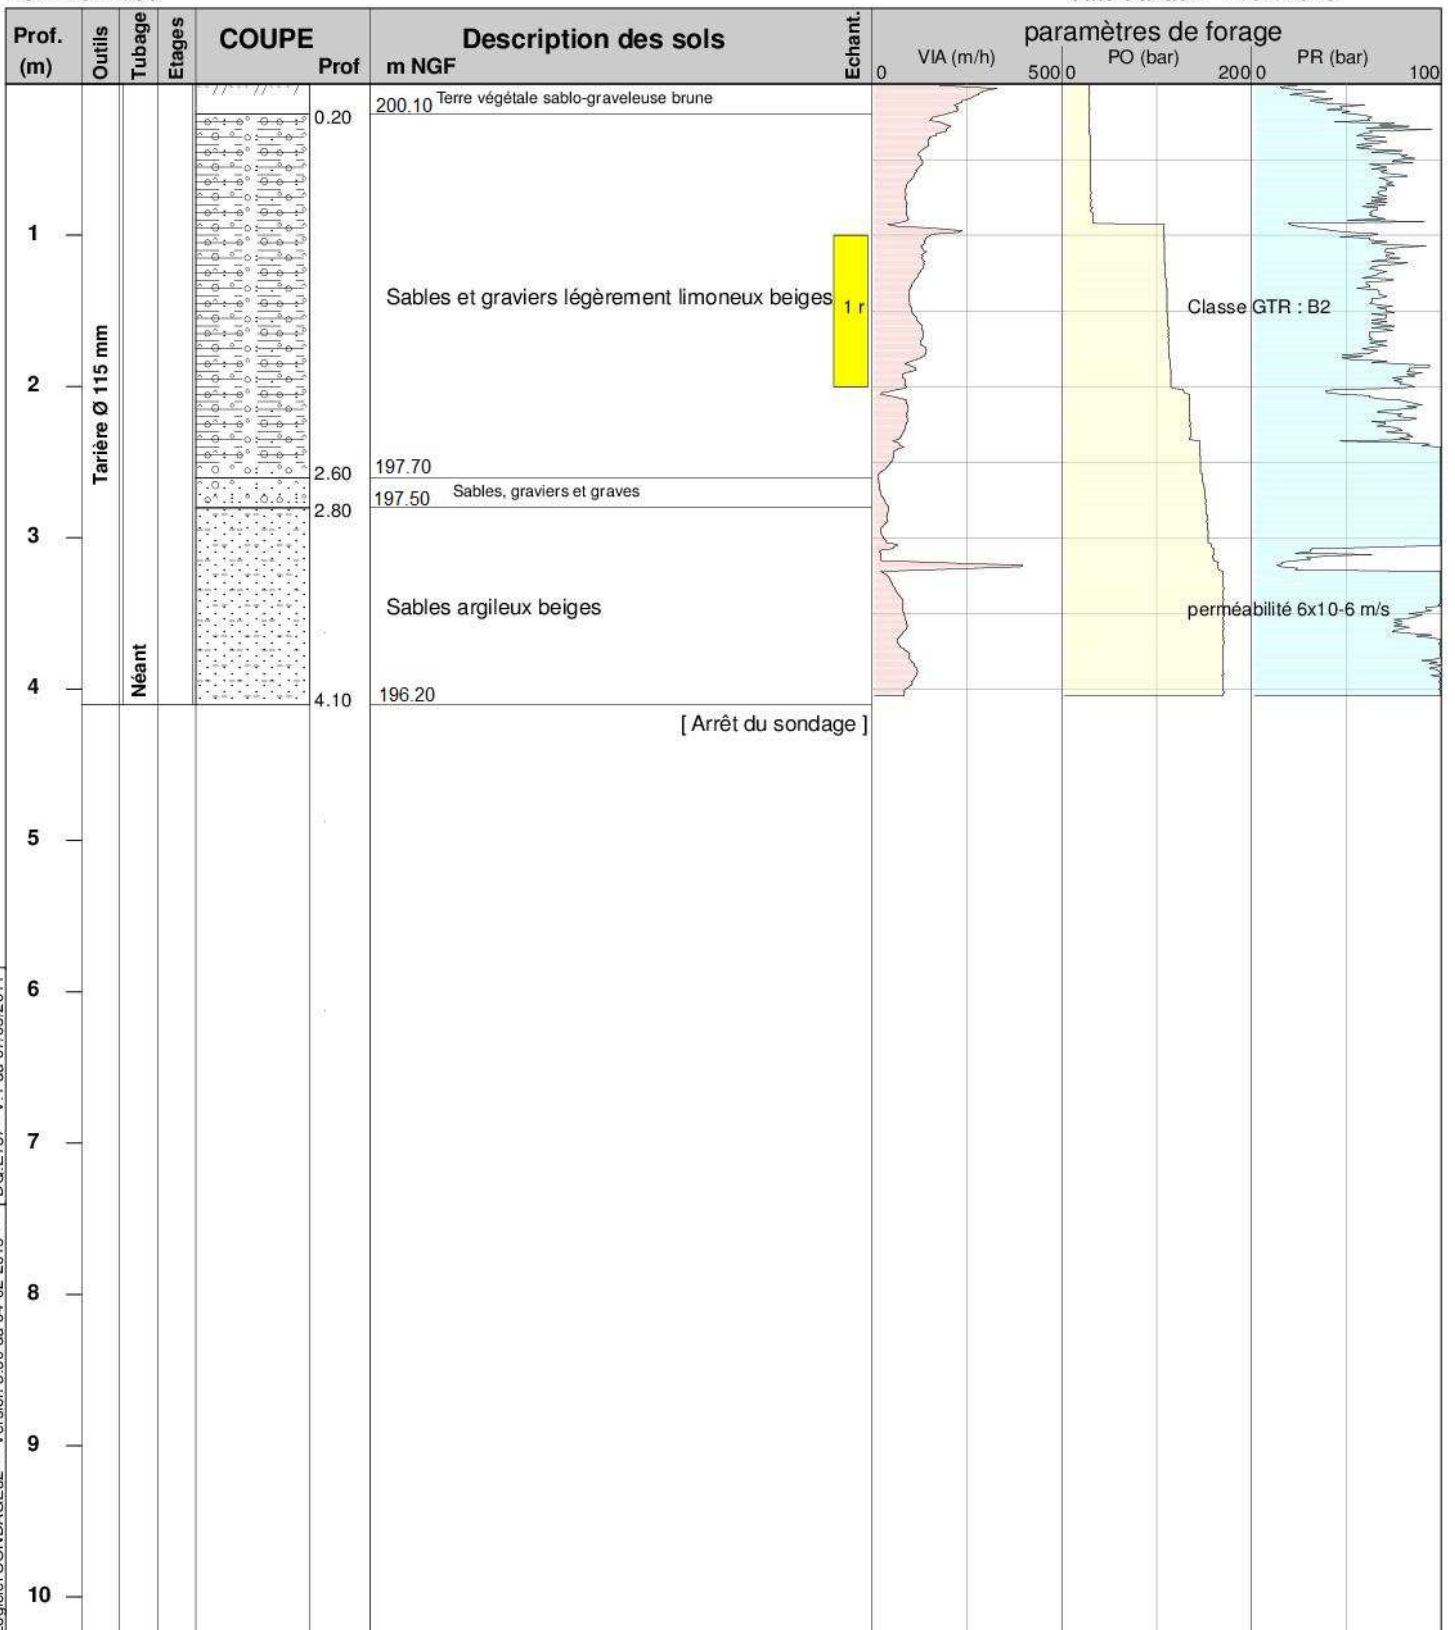 Prof.
(m)
Outils
Tubage
Etages
COUPE
Prof
Description des sols
m NGF
Echant.
paramètres de forage
VIA (m/h)
PO (bar)
PR (bar)
0
500
0
200
0
100
200.10 Terre végétale sablo-graveleuse brune
0.20
1
Sables et graviers légèrement limoneux beiges
1 r
Classe GTR : B2
Tarière Ø 115 mm
2
197.70
2.60
197.50 Sables, graviers et graves
2.80
3
Sables argileux beiges
perméabilité 6x10-6 m/s
Néant
4
196.20
4.10
[ Arrêt du sondage ]
5
6
7
8
9
10